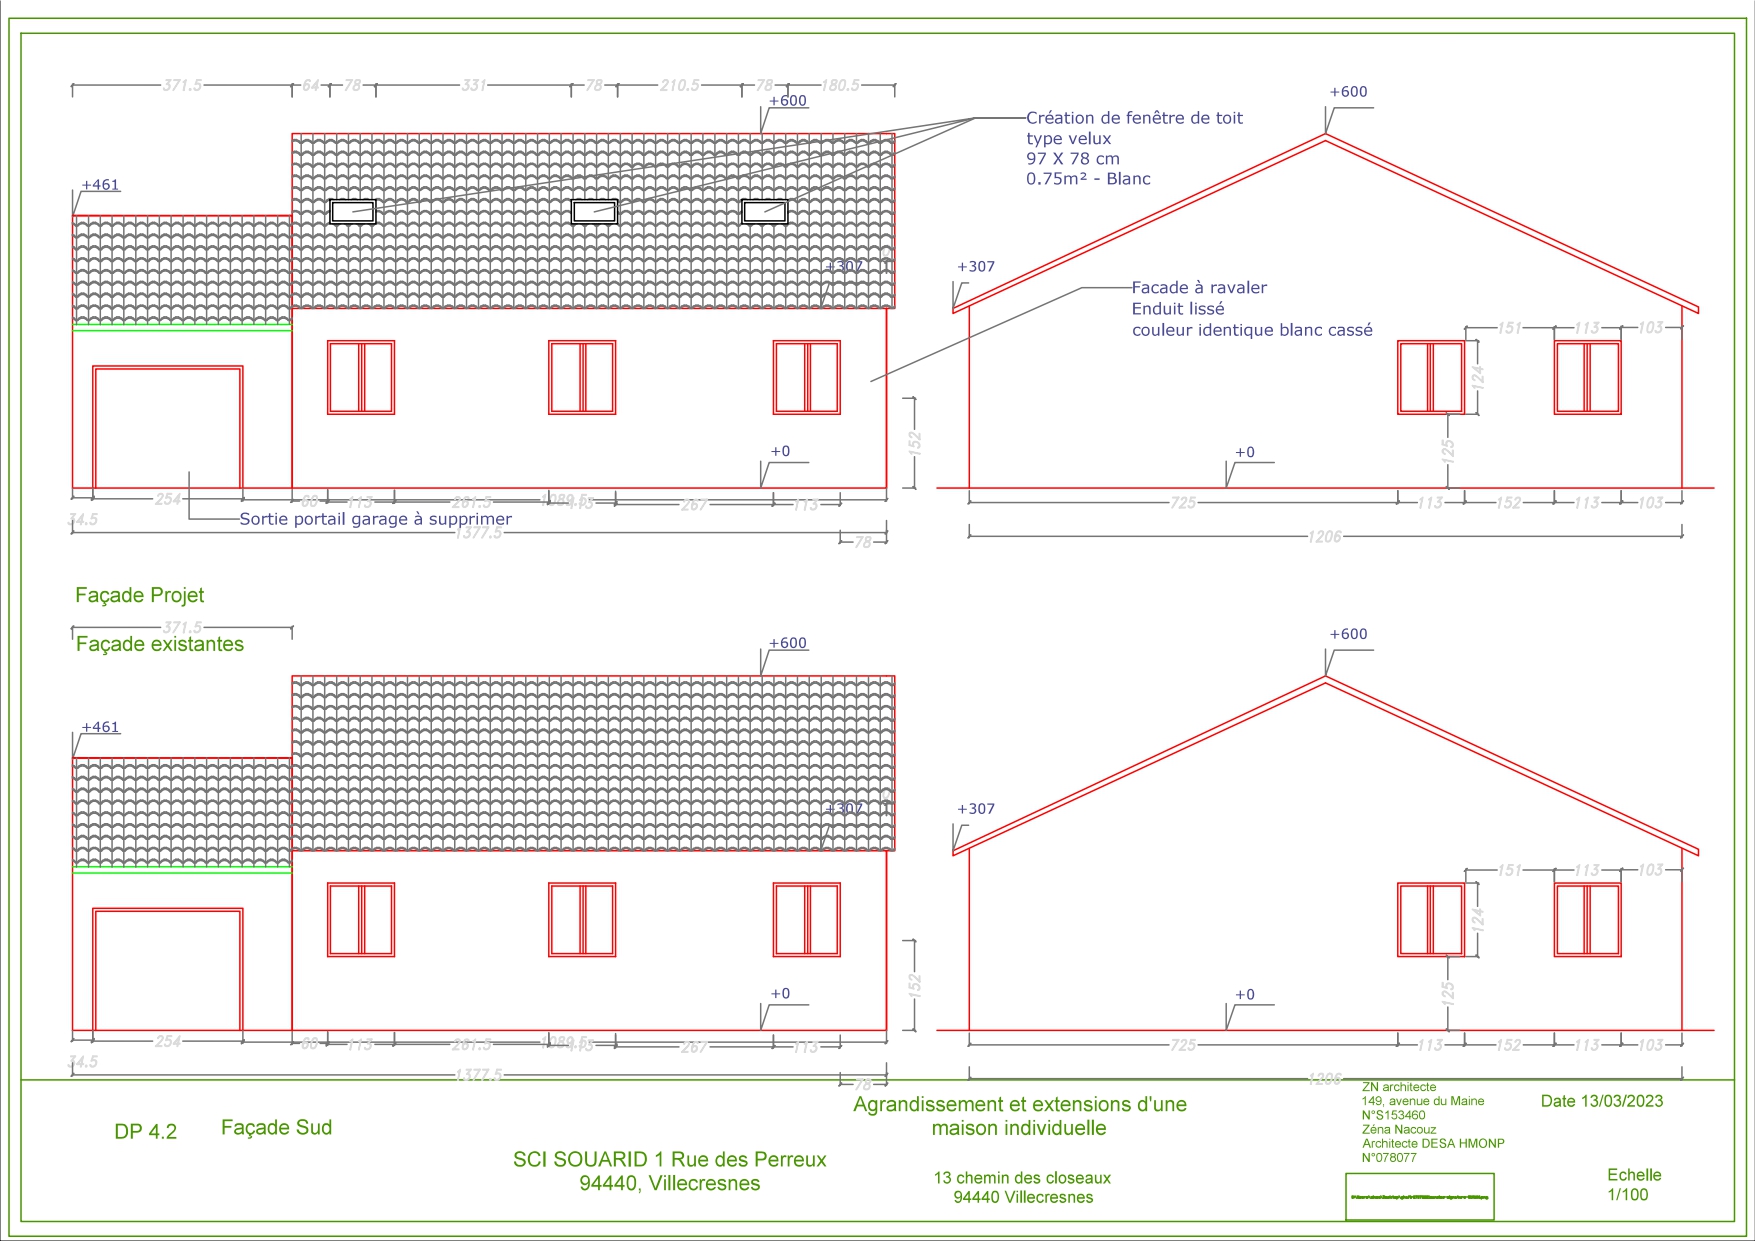 371.5 64 78 331 78 210.5 78 180.5
+600
+600
Création de fenêtre de toit
type velux
97 X 78 cm
0.75m² - Blanc
+461
+307
+307
Facade à ravaler
Enduit lissé
couleur identique blanc cassé
151 113 103
124
152
125
+0
+0
254 60 113 261.5 1089.5 113 267 113
725 113 152 113 103
34.5
Sortie portail garage à supprimer
1377.5
78
1206
Façade Projet
371.5
Façade existantes
+600
+600
+461
+307
+307
151 113 103
124
152
125
+0
+0
254 60 113 261.5 1089.5 113 267 113
725 113 152 113 103
34.5
1377.5
78
1206
DP 4.2
Façade Sud
SCI SOUARID 1 Rue des Perreux
94440, Villecresnes
Agrandissement et extensions d'une
maison individuelle
13 chemin des closeaux
94440 Villecresnes
ZN architecte
149, avenue du Maine
N°S153460
Zéna Nacouz
Architecte DESA HMONP
N°078077
Date 13/03/2023
Echelle
1/100